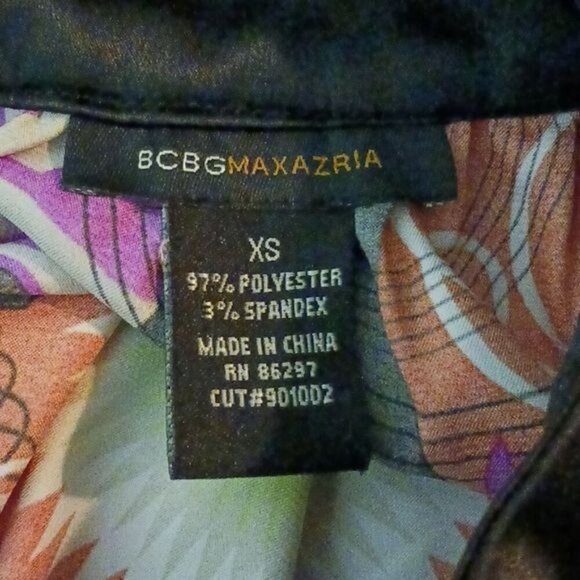 BCBGMAXAZRIA
XS
97% POLYESTER
3% SPANDEX
MADE IN CHINA
RN 86297
CUT#901002